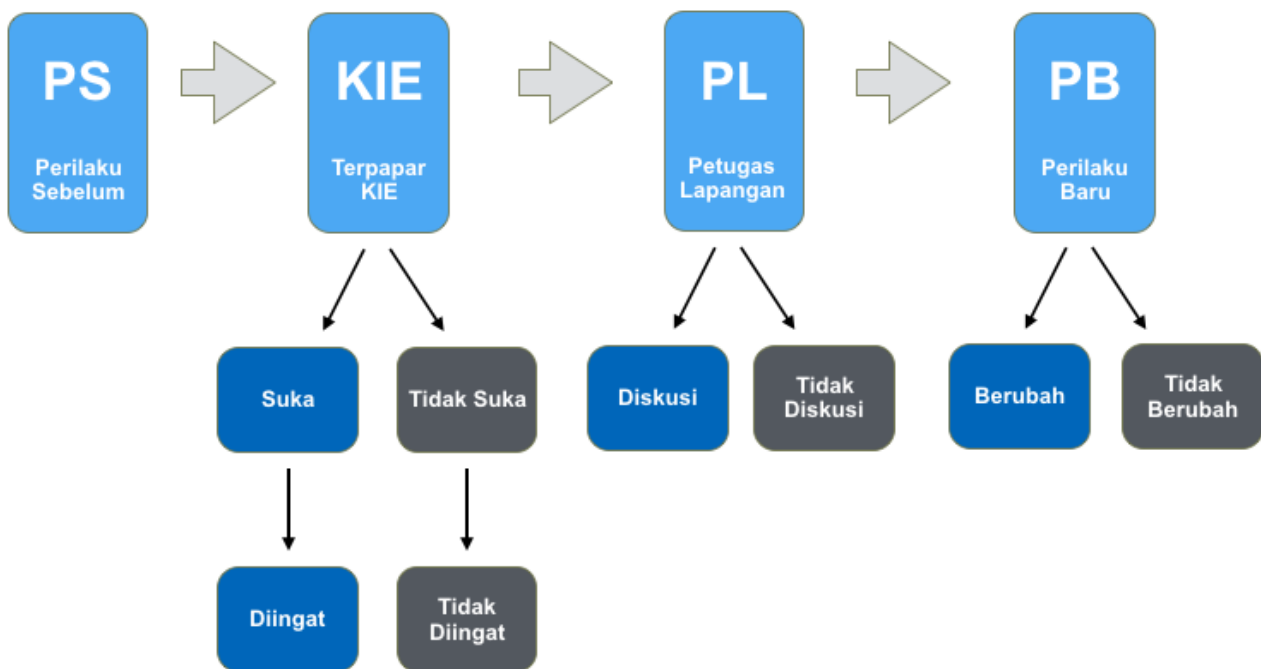 PS
Perilaku
Sebelum
KIE
Terpapar
KIE
PL
Petugas
Lapangan
PB
Perilaku
Baru
Suka
Tidak Suka
Diskusi
Tidak
Diskusi
Berubah
Tidak
Berubah
Diingat
Tidak
Diingat